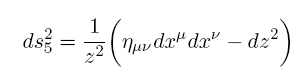 $ds_5^2 = \frac{1}{z^2}\left(\eta_{\mu\nu}dx^\mu dx^\nu - dz^2\right)$